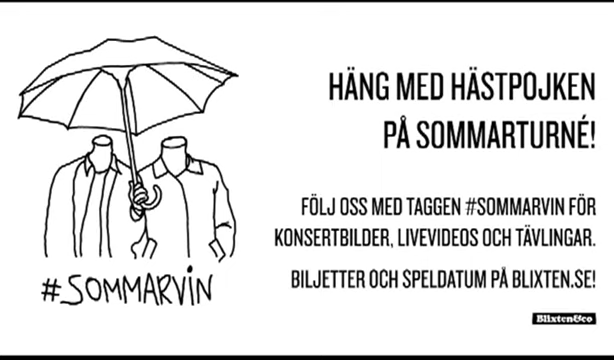 HÄNG MED HÄSTPOJKEN
PÅ SOMMARTURNÉ!
FÖLJ OSS MED TAGGEN #SOMMARVIN FÖR
KONSERTBILDER, LIVEVIDEOS OCH TÄVLINGAR.
BILJETTER OCH SPELDATUM PÅ BLIXTEN.SE!
#SOMMARVIN
Blixten&co